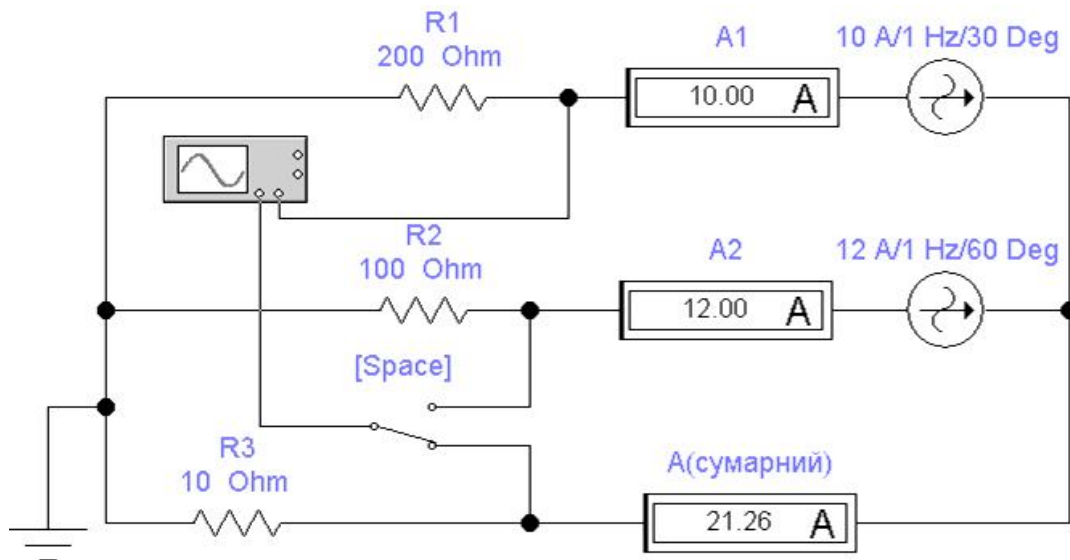 R1
200 Ohm
A1
10 A/1 Hz/30 Deg
10.00 A
R2
100 Ohm
A2
12 A/1 Hz/60 Deg
12.00 A
[Space]
R3
10 Ohm
A(сумарний)
21.26 A